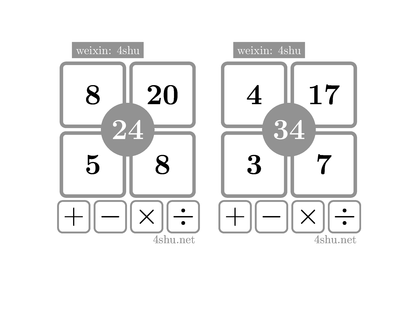 weixin: 4shu
8 20
24
5 8
+ − × ÷
4shu.net
weixin: 4shu
4 17
34
3 7
+ − × ÷
4shu.net